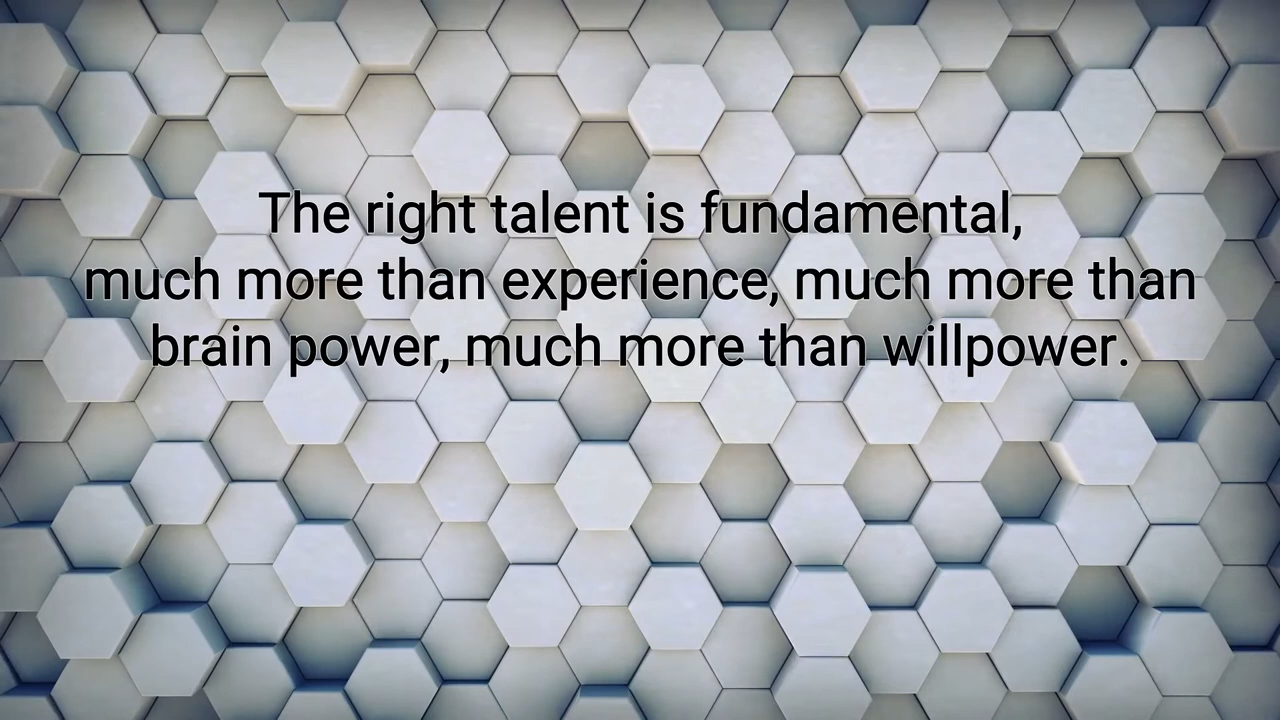 The right talent is fundamental,
much more than experience, much more than
brain power, much more than willpower.